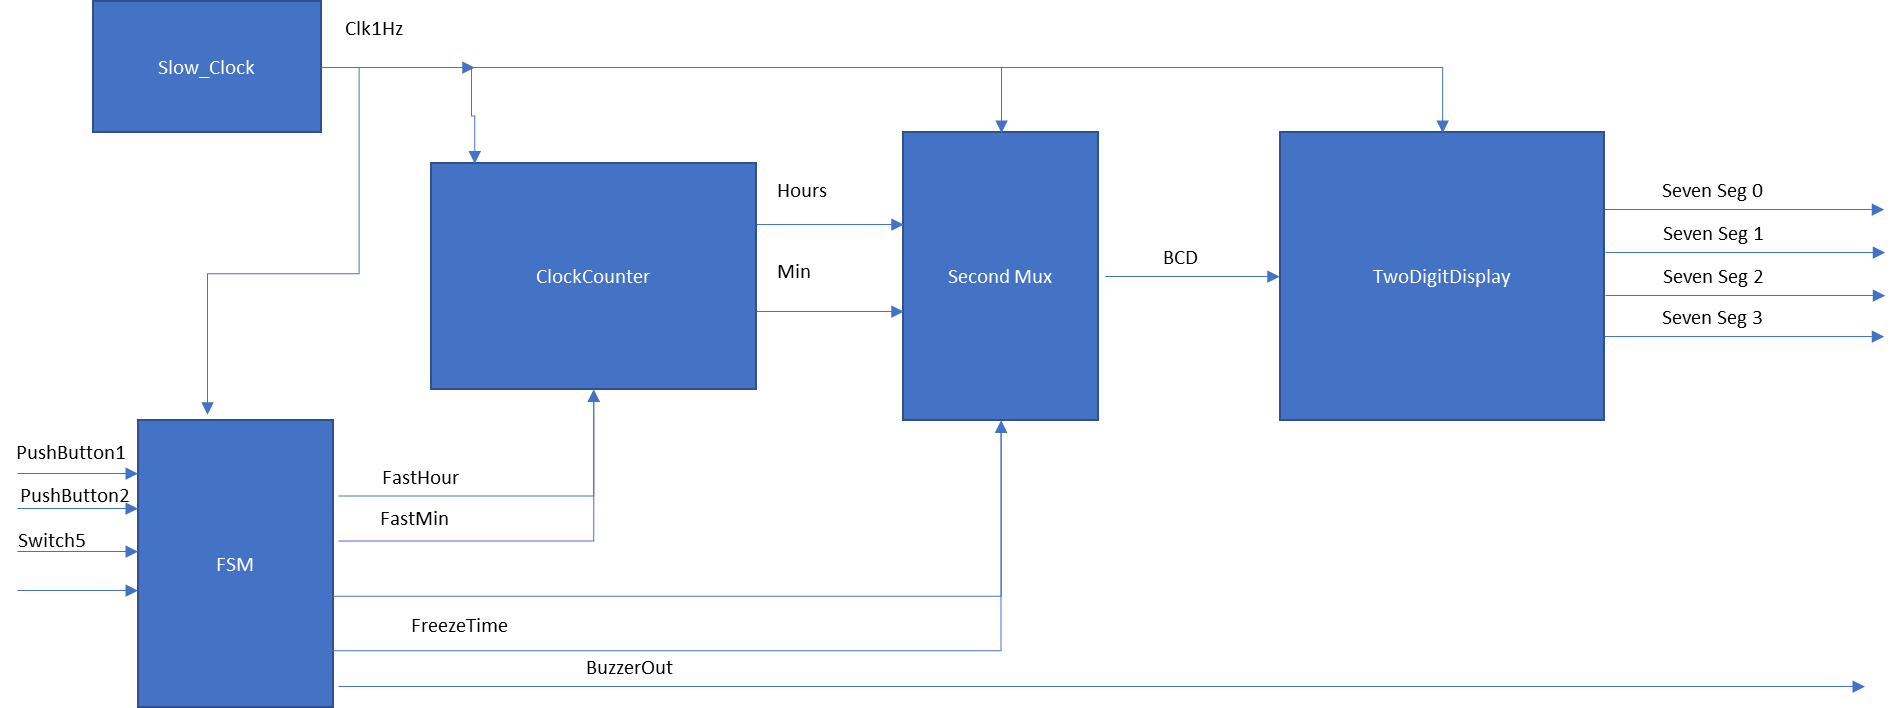 Clk1Hz
Slow_Clock
Hours
Seven Seg 0
Seven Seg 1
BCD
Min
ClockCounter
Second Mux
TwoDigitDisplay
Seven Seg 2
Seven Seg 3
PushButton1
FastHour
PushButton2
FastMin
Switch5
FSM
FreezeTime
BuzzerOut